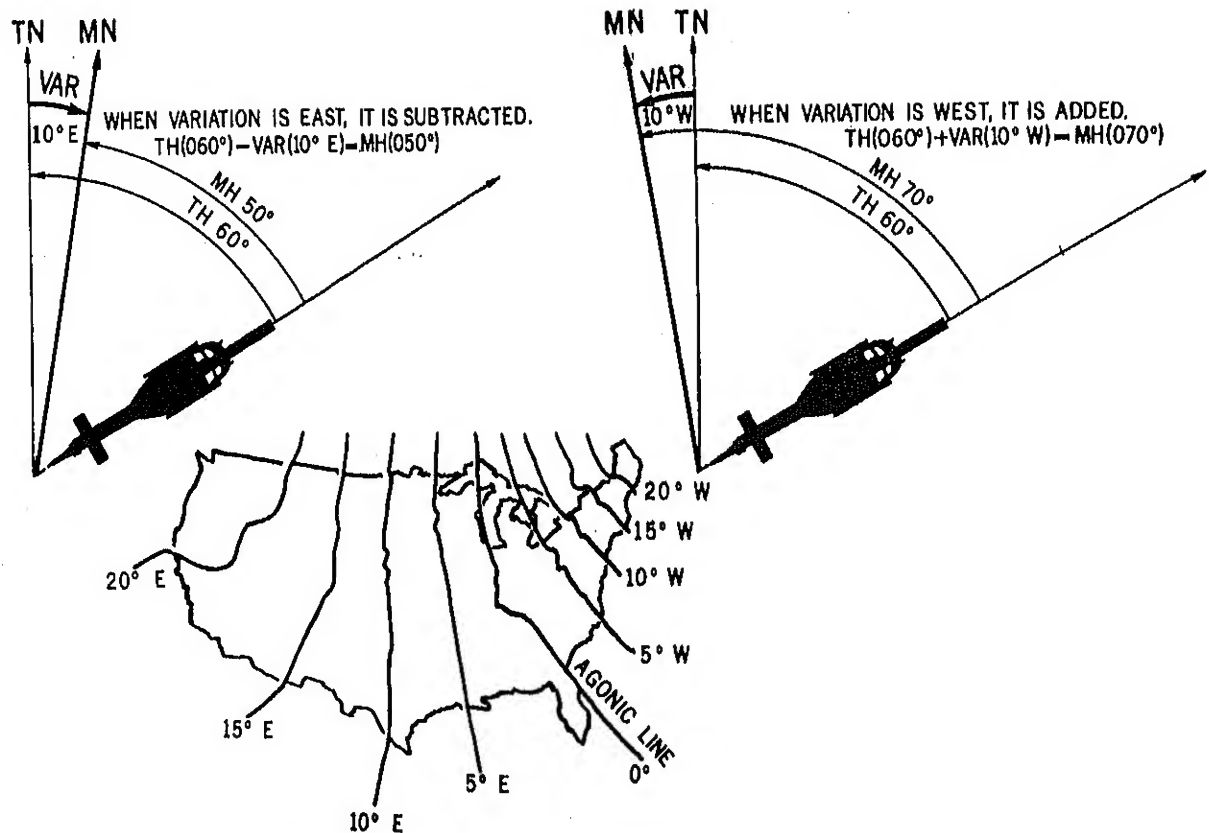 TN MN
VAR
10° E
WHEN VARIATION IS EAST, IT IS SUBTRACTED.
TH(060°)–VAR(10° E)–MH(050°)
MH 50°
TH 60°
MN TN
VAR
10° W
WHEN VARIATION IS WEST, IT IS ADDED.
TH(060°)+VAR(10° W)–MH(070°)
MH 70°
TH 60°
20° W
15° W
10° W
5° W
AGONIC LINE
0°
5° E
10° E
15° E
20° E